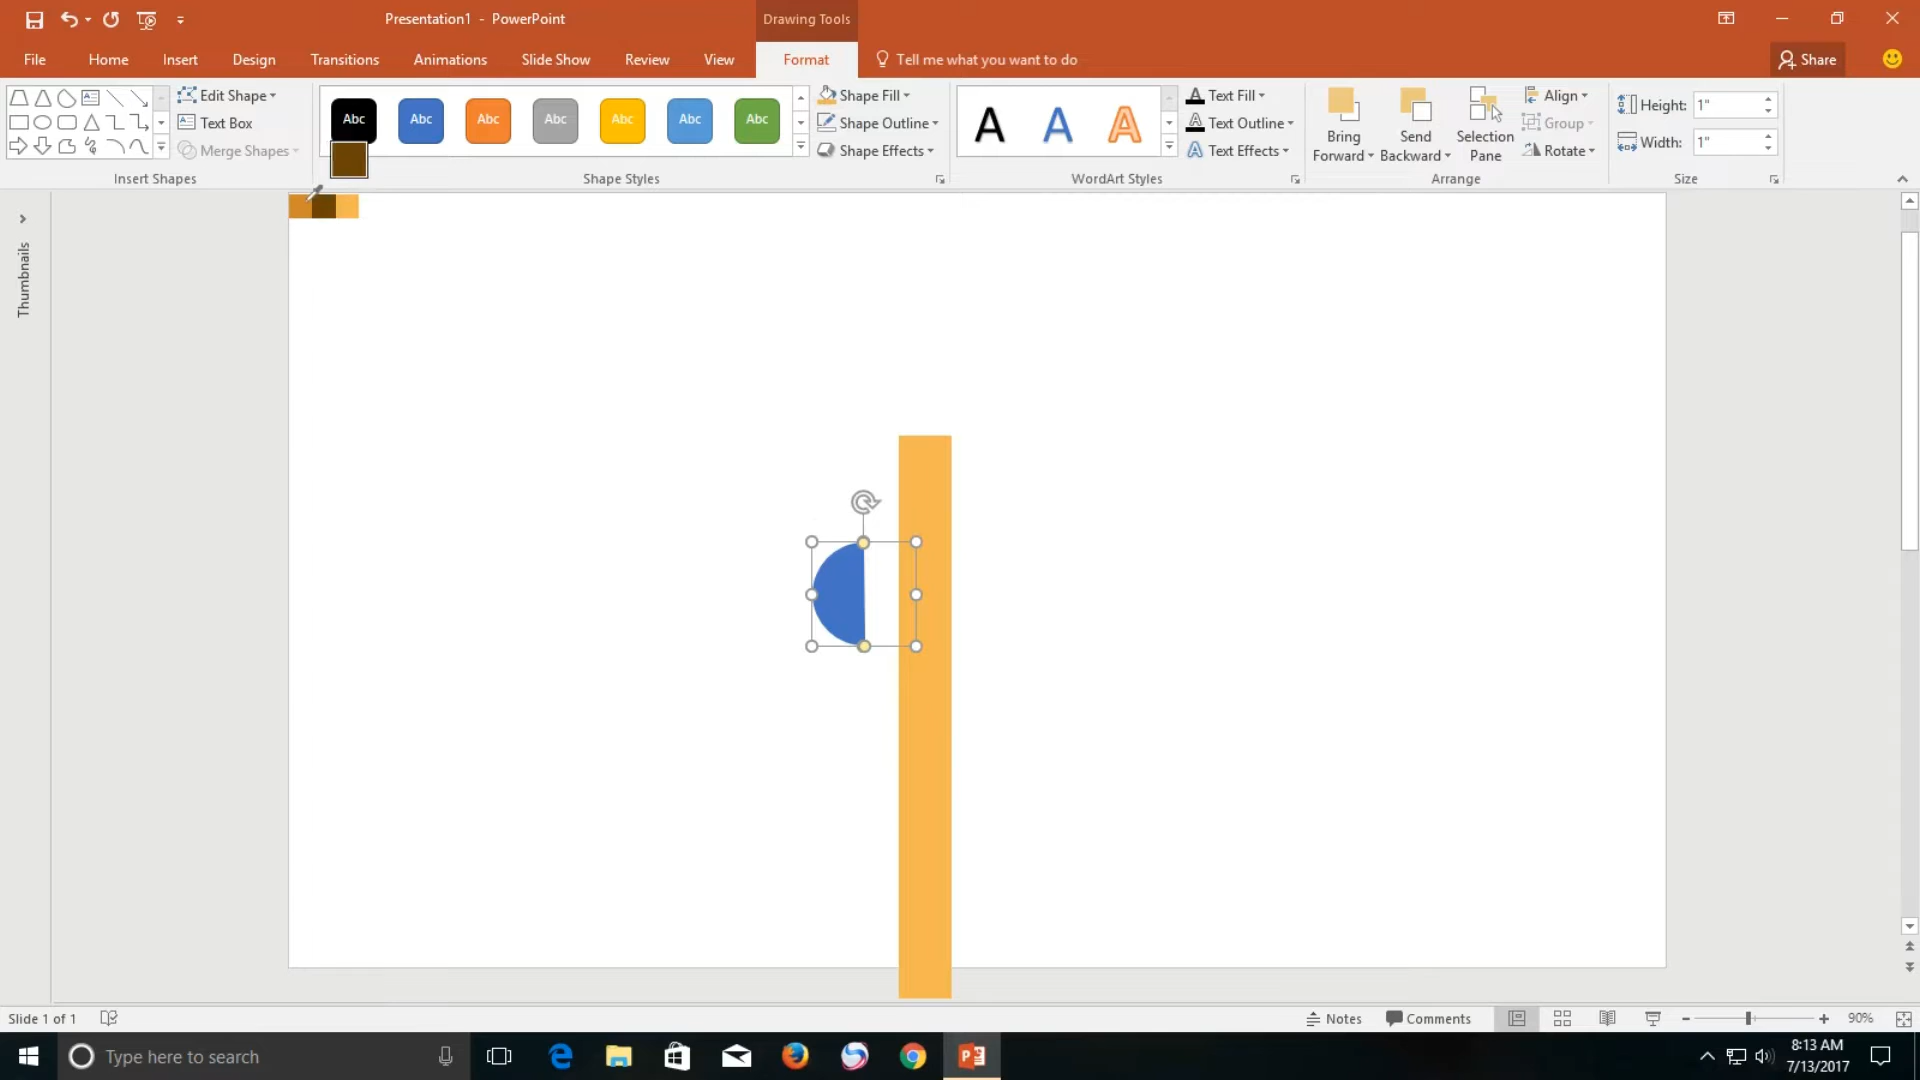 Presentation1 - PowerPoint
Drawing Tools
File Home Insert Design Transitions Animations Slide Show Review View Format Tell me what you want to do Share
Edit Shape
Text Box
Merge Shapes
Insert Shapes
Abc Abc Abc Abc Abc Abc Abc
Shape Fill
Shape Outline
Shape Effects
Shape Styles
A A A
Text Fill
Text Outline
Text Effects
WordArt Styles
Bring Forward
Send Backward
Selection Pane
Align
Group
Rotate
Arrange
Height: 1"
Width: 1"
Size
Thumbnails
Slide 1 of 1
Notes Comments 90%
Type here to search
8:13 AM
7/13/2017